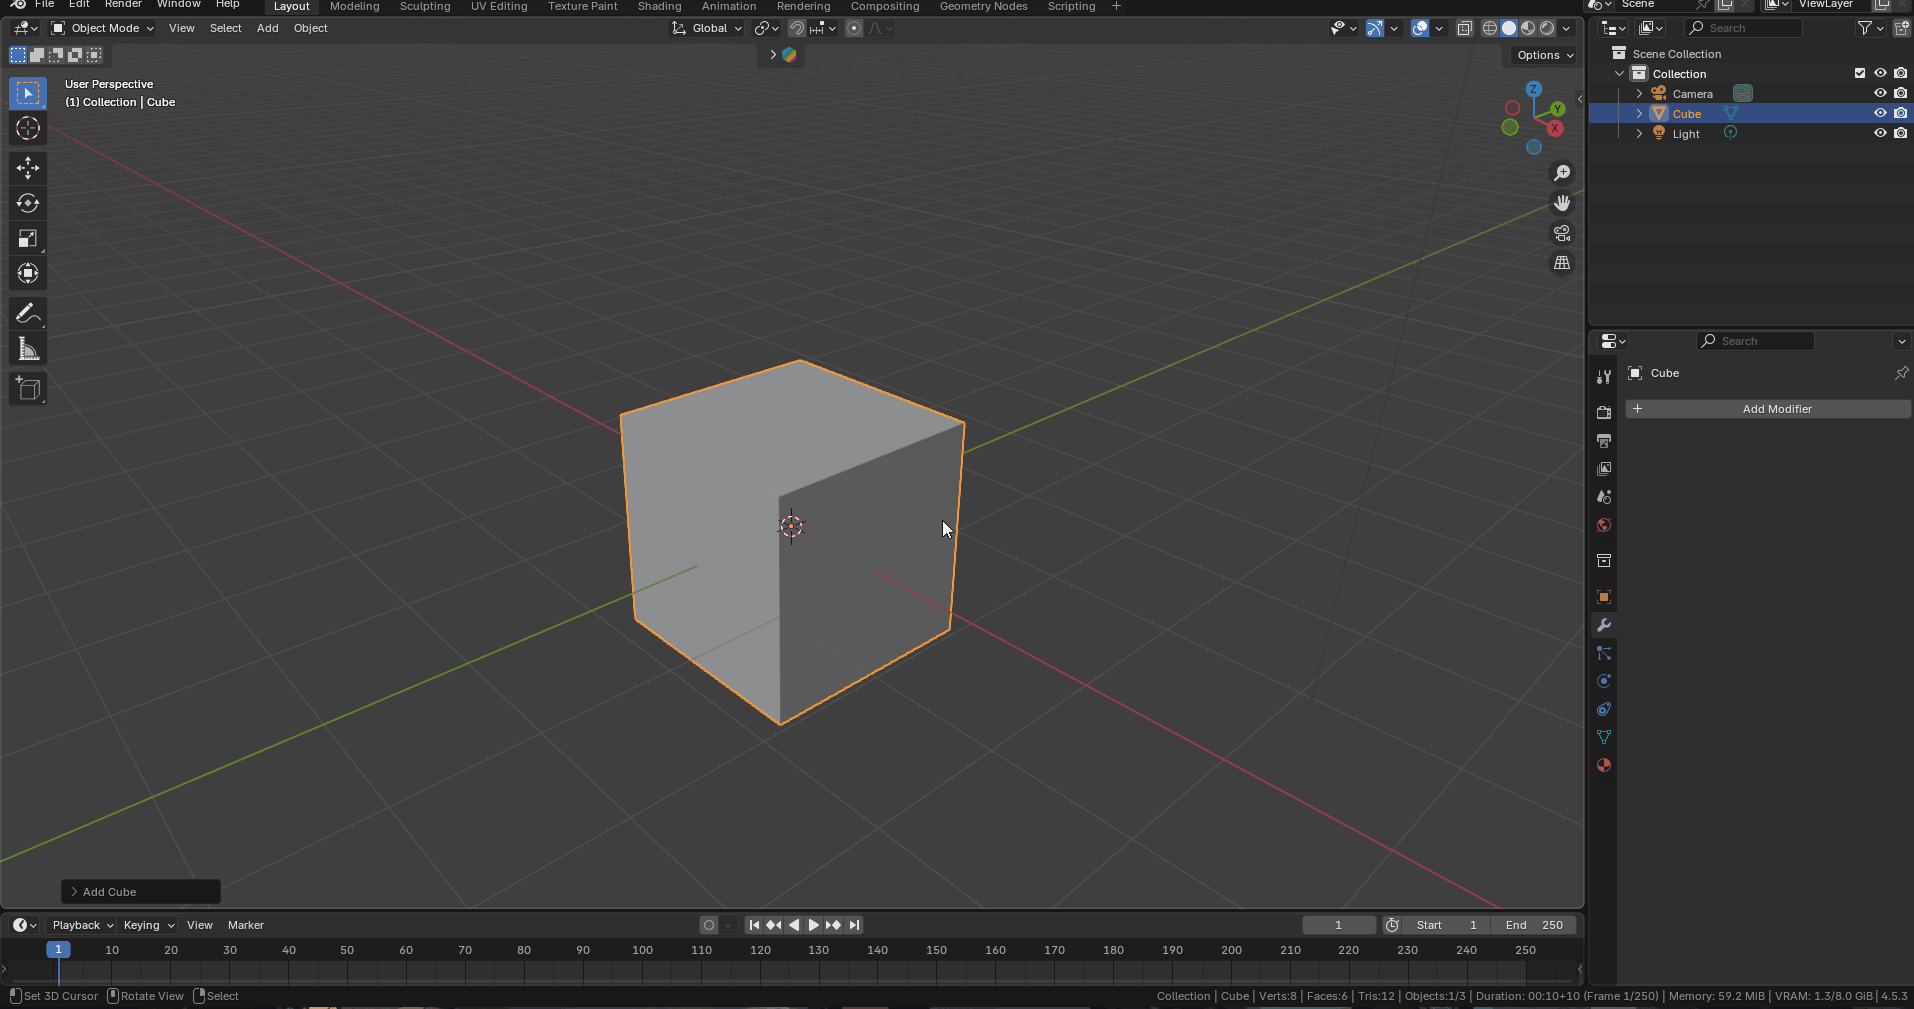 File Edit Render Window Help Layout Modeling Sculpting UV Editing Texture Paint Shading Animation Rendering Compositing Geometry Nodes Scripting + Scene ViewLayer
Object Mode View Select Add Object Global Search
Options
User Perspective
(1) Collection | Cube
Z
Y
X
Scene Collection
Collection
Camera
Cube
Light
Search
Cube
+ Add Modifier
Add Cube
Playback Keying View Marker 1 Start 1 End 250
1 10 20 30 40 50 60 70 80 90 100 110 120 130 140 150 160 170 180 190 200 210 220 230 240 250
Set 3D Cursor Rotate View Select Collection | Cube | Verts:8 | Faces:6 | Tris:12 | Objects:1/3 | Duration: 00:10+10 (Frame 1/250) | Memory: 59.2 MiB | VRAM: 1.3/8.0 GiB | 4.5.3